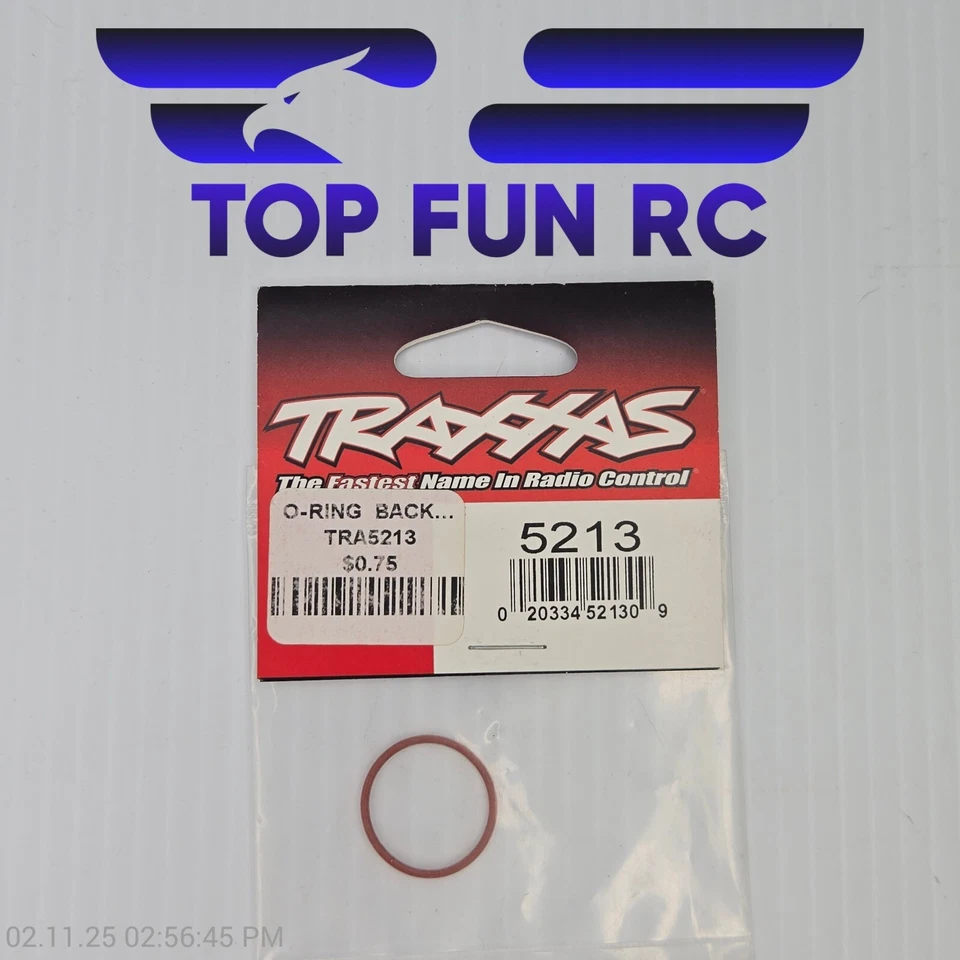 TOP FUN RC
TRAXXAS
The Fastest Name In Radio Control
O-RING BACK...
TRA5213
$0.75
5213
0 20334 52130 9
02.11.25 02:56:45 PM